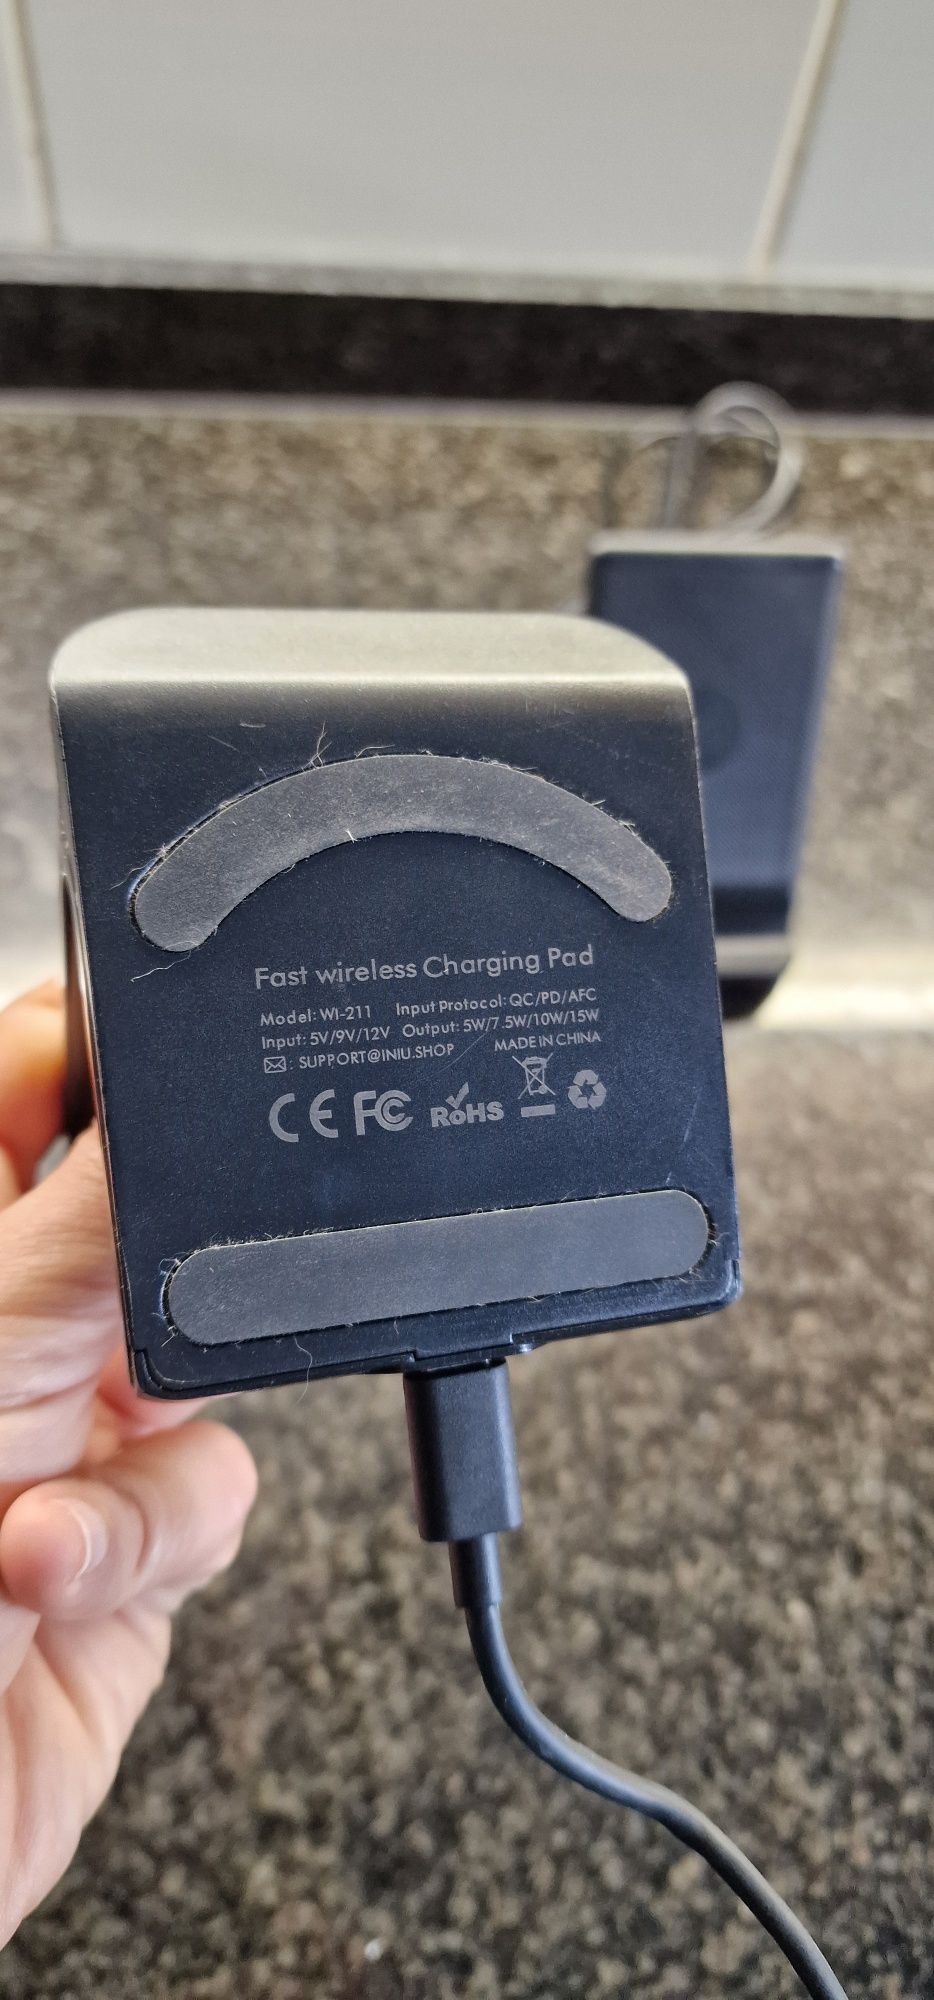 Fast wireless Charging Pad
Model: WI-211 Input Protocol: QC/PD/AFC
Input: 5V/9V/12V Output: 5W/7.5W/10W/15W
: SUPPORT@INIU.SHOP MADE IN CHINA
CE FC RoHS